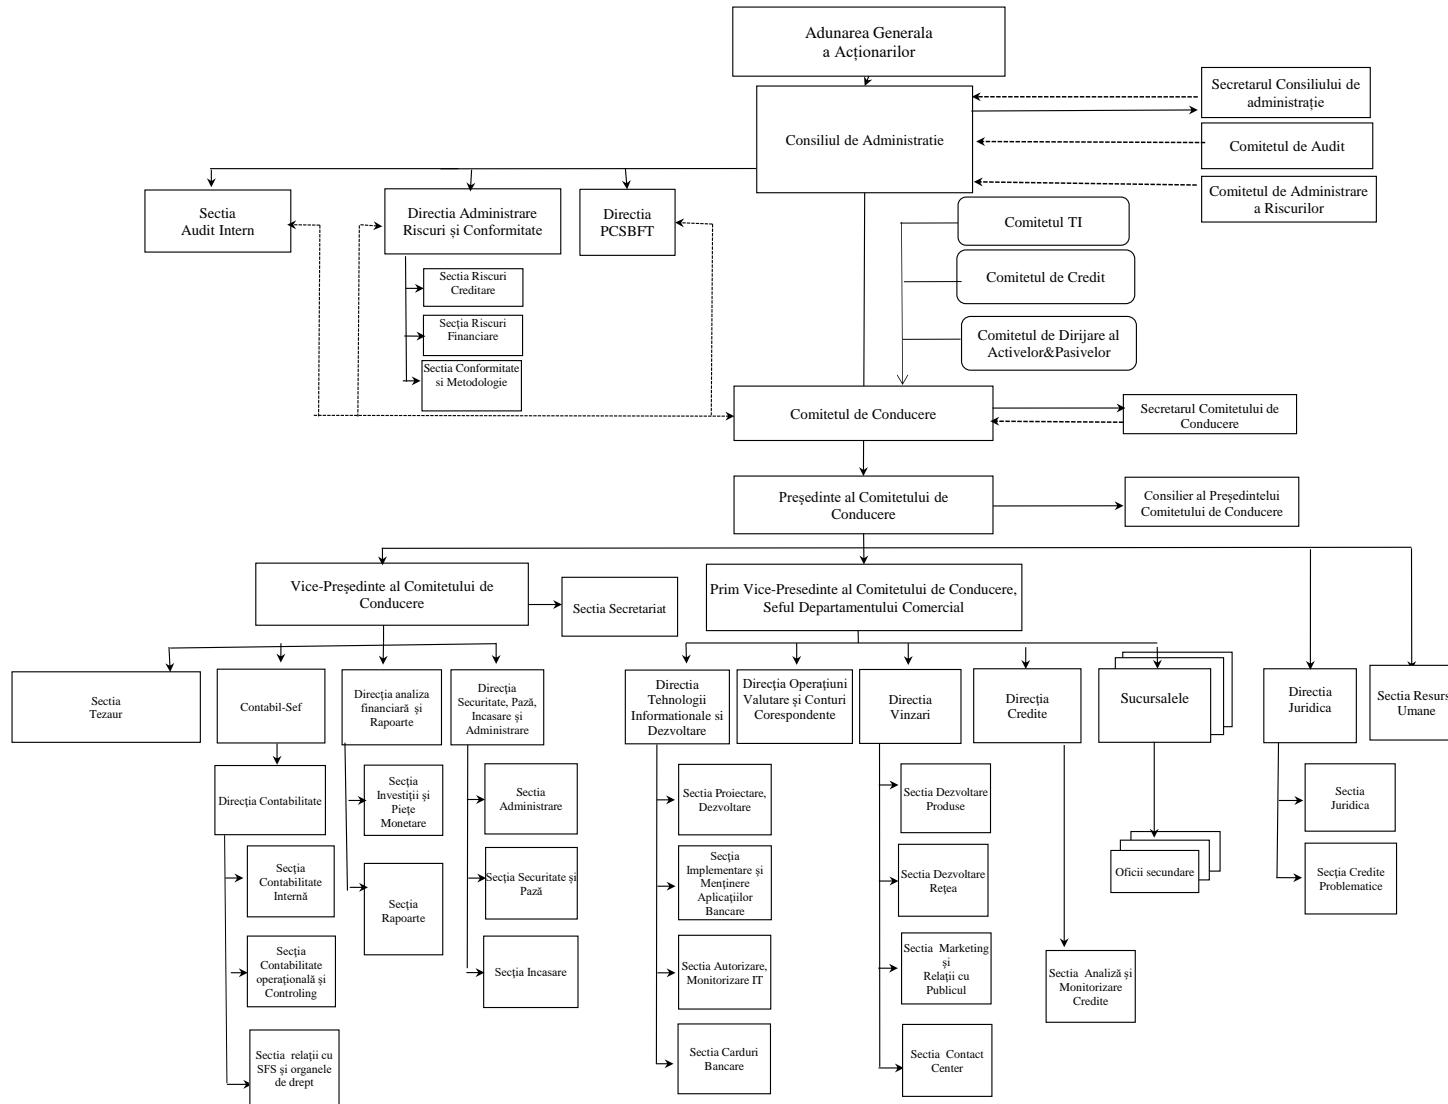 Adunarea Generala
a Acționarilor
Secretarul Consiliului de
administrație
Consiliul de Administratie
Comitetul de Audit
Comitetul de Administrare
a Riscurilor
Sectia
Audit Intern
Directia Administrare
Riscuri și Conformitate
Directia
PCSBFT
Comitetul TI
Comitetul de Credit
Comitetul de Dirijare al
Activelor&Pasivelor
Sectia Riscuri
Creditare
Secția Riscuri
Financiare
Sectia Conformitate
si Metodologie
Comitetul de Conducere
Secretarul Comitetului de
Conducere
Președinte al Comitetului de
Conducere
Consilier al Președintelui
Comitetului de Conducere
Vice-Președinte al Comitetului de
Conducere
Sectia Secretariat
Prim Vice-Presedinte al Comitetului de Conducere,
Seful Departamentului Comercial
Sectia
Tezaur
Contabil-Sef
Direcția analiza
financiară și
Rapoarte
Direcția
Securitate, Pază,
Incasare și
Administrare
Directia
Tehnologii
Informationale si
Dezvoltare
Direcția Operațiuni
Valutare și Conturi
Corespondente
Directia
Vinzari
Direcția
Credite
Sucursalele
Directia
Juridica
Sectia Resurse
Umane
Direcția Contabilitate
Secția
Investiții și
Piețe
Monetare
Sectia
Administrare
Sectia Proiectare,
Dezvoltare
Sectia Dezvoltare
Produse
Sectia
Juridica
Secția
Contabilitate
Internă
Secția
Rapoarte
Secția Securitate și
Pază
Secția
Implementare și
Menținere
Aplicațiilor
Bancare
Sectia Dezvoltare
Rețea
Oficii secundare
Secția Credite
Problematice
Secția
Contabilitate
operațională și
Controling
Secția Incasare
Sectia Autorizare,
Monitorizare IT
Sectia Marketing
și
Relații cu
Publicul
Sectia Analiză și
Monitorizare
Credite
Sectia relații cu
SFS și organele
de drept
Sectia Carduri
Bancare
Sectia Contact
Center